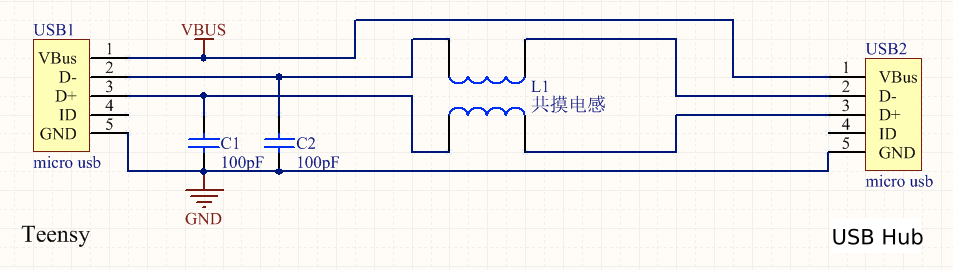 USB1
VBus 1
D- 2
D+ 3
ID 4
GND 5
micro usb
VBUS
C1
100pF
C2
100pF
GND
L1
共摸电感
USB2
1 VBus
2 D-
3 D+
4 ID
5 GND
micro usb
Teensy
USB Hub